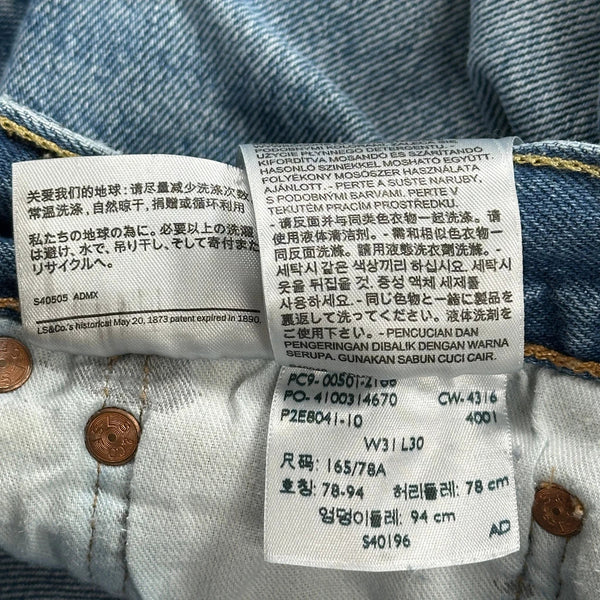 关爱我们的地球: 请尽量减少洗涤次数
常温洗涤, 自然晾干, 捐赠或循环利用
私たちの地球の為に。必要以上の洗濯
は避け、水で、吊り干し、そして寄付また
リサイクルへ。
S40505 ADMX
LS&Co.'s historical May 20, 1873 patent expired in 1890.
UŻYCIE PŁYNNEGO DETERGENTU.
KIFORDÍTVA MOSANDÓ ÉS SZÁRÍTANDÓ
HASONLÓ SZÍNEKKEL MOSHATÓ EGYÜTT.
FOLYÉKONY MOSÓSZER HASZNÁLATA
AJÁNLOTT. - PERTE A SUŠTE NARUBY,
S PODOBNÝMI BARVAMI, PERTE V
TEKUTÉM PRACÍM PROSTŘEDKU.
- 请反面并与同类色衣物一起洗涤。请
使用液体清洁剂。- 需和相似色衣物一
同反面洗滌。請用液態洗衣劑洗滌。-
세탁시 같은 색상끼리 하십시오. 세탁시
옷을 뒤집어 것. 중성 액체 세제를
사용하세요. - 同じ色物と一緒に製品を
裏返して洗ってください。液体洗剤をご
使用下さい。- PENCUCIAN DAN
PENGERINGAN DIBALIK DENGAN WARNA
SERUPA. GUNAKAN SABUN CUCI CAIR.
PC9-00501-2166
PO-4100314670 CW-4316
P2E8041-10 4001
W31 L30
尺码: 165/78A
호칭: 78-94 허리둘레: 78 cm
엉덩이둘레: 94 cm
S40196 AD